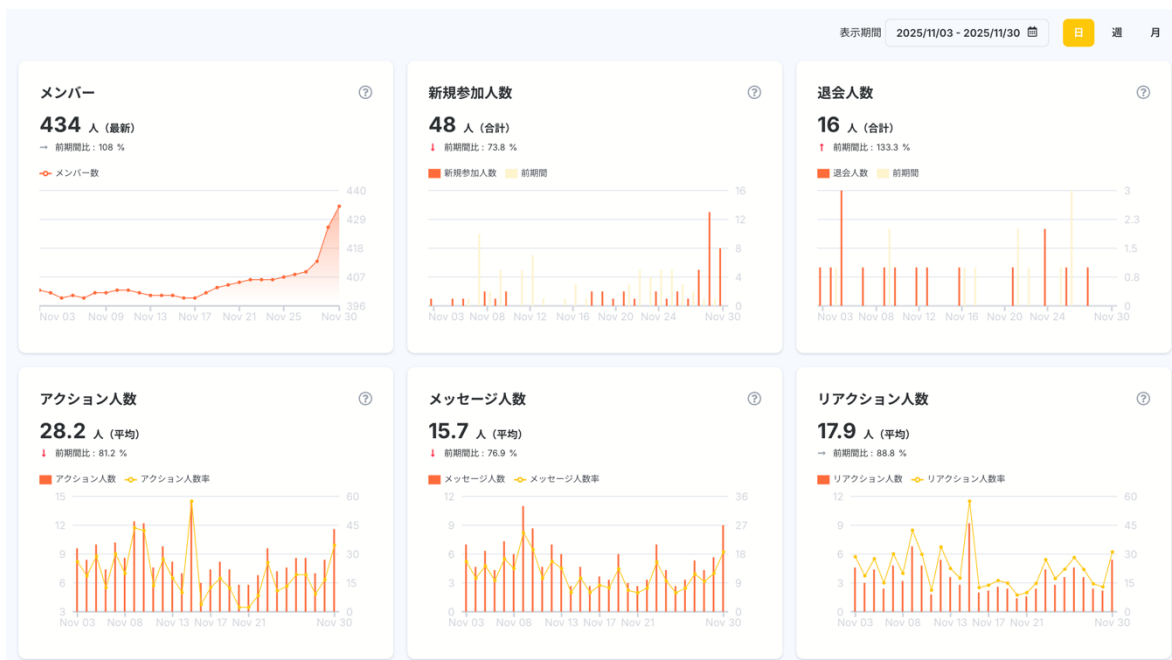 表示期間 2025/11/03 - 2025/11/30 日 週 月
メンバー
434 人（最新）
→ 前期間比 : 108 %
メンバー数
440
429
418
407
396
Nov 03 Nov 09 Nov 13 Nov 17 Nov 21 Nov 25 Nov 30
新規参加人数
48 人（合計）
↓ 前期間比 : 73.8 %
新規参加人数 前期間
16
12
8
4
0
Nov 03 Nov 08 Nov 12 Nov 16 Nov 20 Nov 24 Nov 30
退会人数
16 人（合計）
↑ 前期間比 : 133.3 %
退会人数 前期間
3
2.3
1.5
0.8
0
Nov 03 Nov 08 Nov 12 Nov 16 Nov 20 Nov 24 Nov 30
アクション人数
28.2 人（平均）
↓ 前期間比 : 81.2 %
アクション人数 アクション人数率
15 60
12 45
9 30
6 15
3 0
Nov 03 Nov 08 Nov 13 Nov 17 Nov 21 Nov 30
メッセージ人数
15.7 人（平均）
↓ 前期間比 : 76.9 %
メッセージ人数 メッセージ人数率
12 36
9 27
6 18
3 9
0 0
Nov 03 Nov 08 Nov 13 Nov 17 Nov 21 Nov 30
リアクション人数
17.9 人（平均）
→ 前期間比 : 88.8 %
リアクション人数 リアクション人数率
12 60
9 45
6 30
3 15
0 0
Nov 03 Nov 08 Nov 13 Nov 17 Nov 21 Nov 30